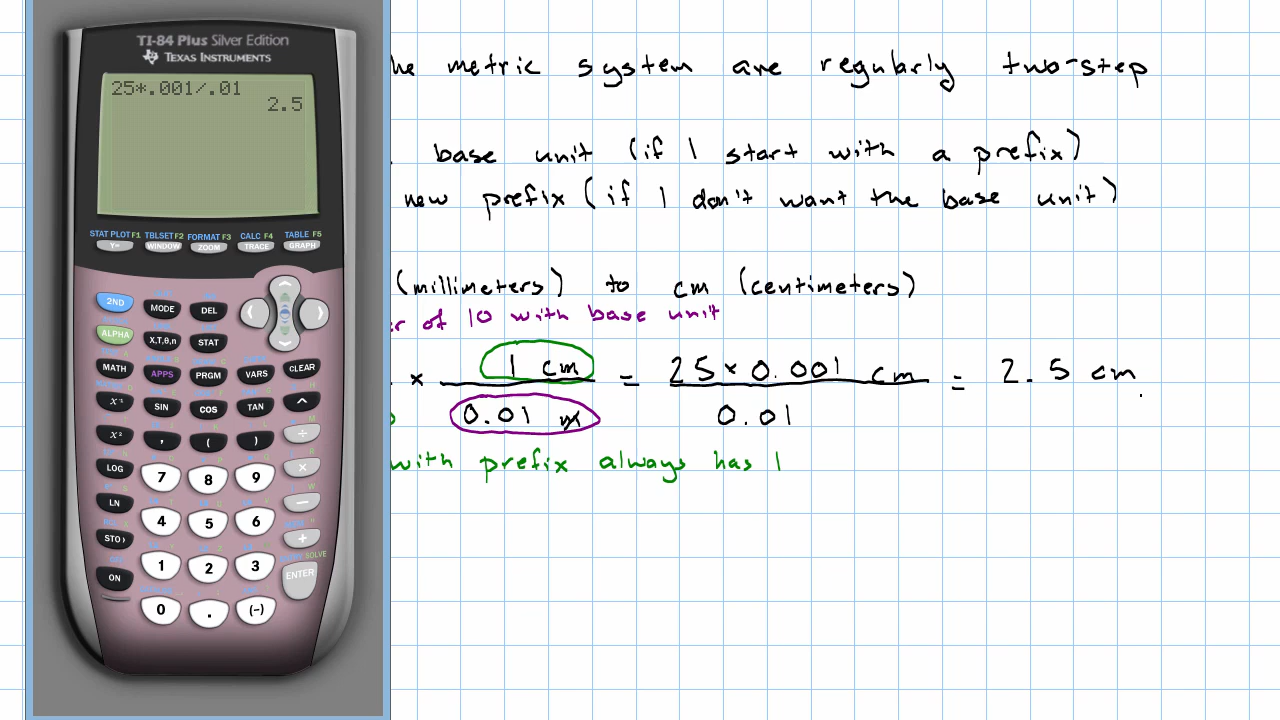 TI-84 Plus Silver Edition
TEXAS INSTRUMENTS
25*.001/.01
2.5
STAT PLOT F1 TBLSET F2 FORMAT F3 CALC F4 TABLE F5
Y= WINDOW ZOOM TRACE GRAPH
2ND MODE DEL
ALPHA X,T,θ,n STAT
MATH APPS PRGM VARS CLEAR
x⁻¹ SIN COS TAN ^
x² , ( ) ÷
LOG 7 8 9 ×
LN 4 5 6 −
STO› 1 2 3 +
ON 0 . (−) ENTER
SOLVE
he metric system are regularly two-step
base unit (if I start with a prefix)
new prefix (if I don't want the base unit)
(millimeters) to cm (centimeters)
er of 10 with base unit
× 1 cm = 25 × 0.001 cm = 2.5 cm
0.01 m 0.01
with prefix always has 1